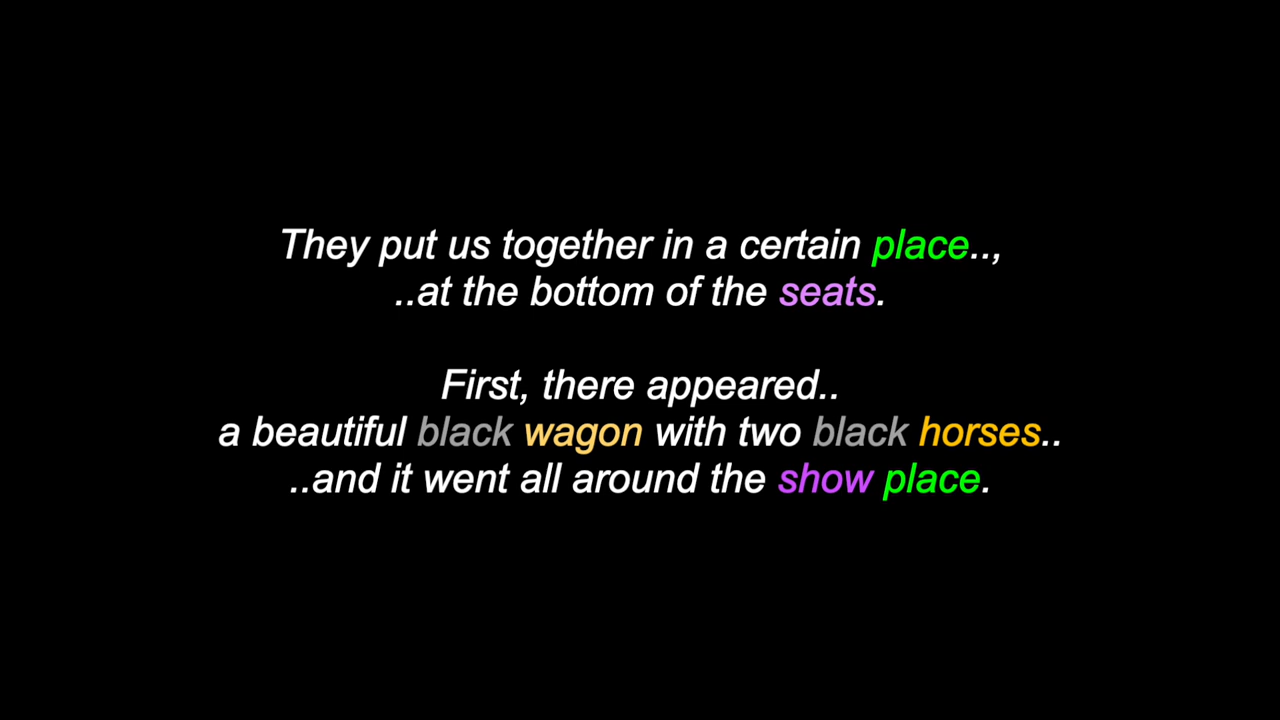 They put us together in a certain place..,
..at the bottom of the seats.
First, there appeared..
a beautiful black wagon with two black horses..
..and it went all around the show place.